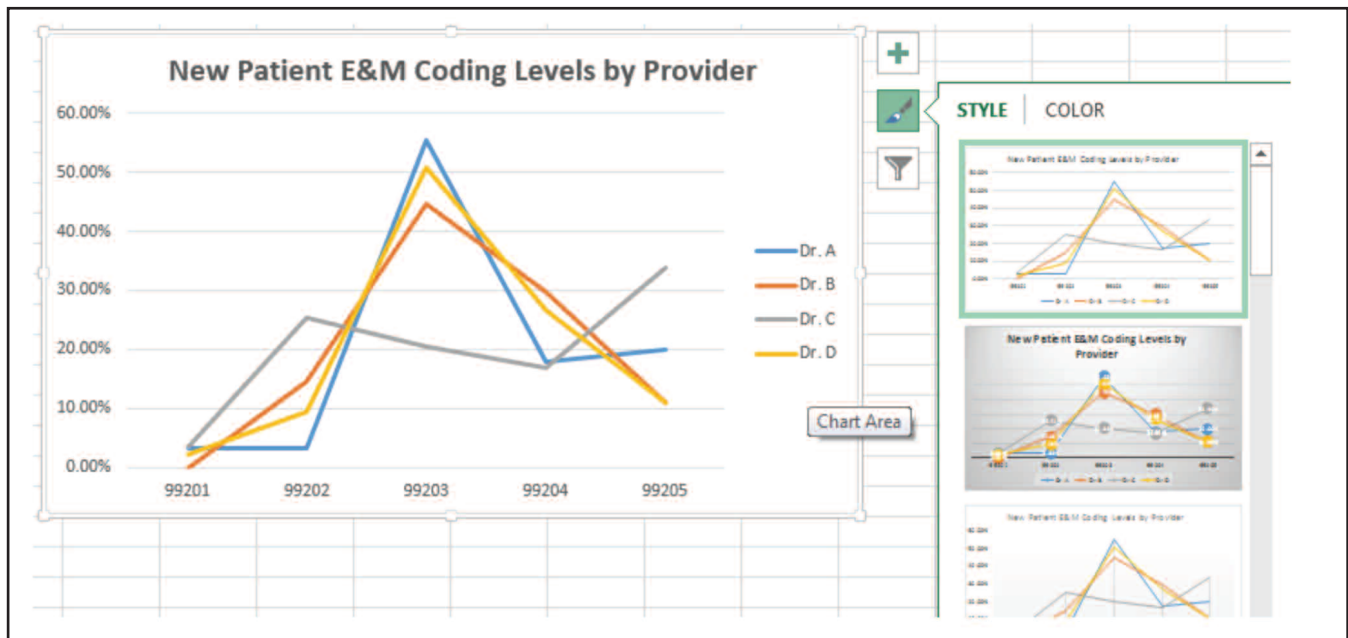 New Patient E&M Coding Levels by Provider
60.00%
50.00%
40.00%
30.00%
20.00%
10.00%
0.00%
99201 99202 99203 99204 99205
Dr. A
Dr. B
Dr. C
Dr. D
Chart Area
STYLE COLOR
New Patient E&M Coding Levels by Provider
New Patient E&M Coding Levels by
Provider
New Patient E&M Coding Levels by Provider